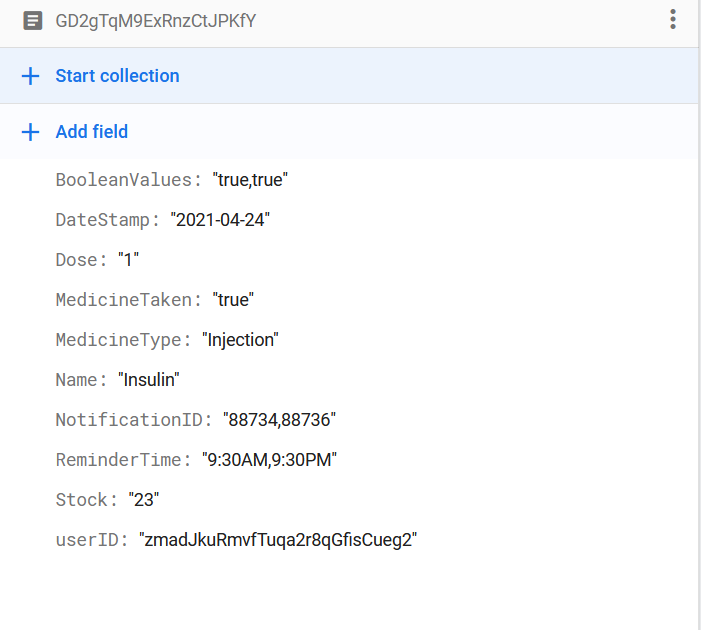 GD2gTqM9ExRnzCtJPKfY
Start collection
Add field
BooleanValues: "true,true"
DateStamp: "2021-04-24"
Dose: "1"
MedicineTaken: "true"
MedicineType: "Injection"
Name: "Insulin"
NotificationID: "88734,88736"
ReminderTime: "9:30AM,9:30PM"
Stock: "23"
userID: "zmadJkuRmvfTuqa2r8qGfisCueg2"